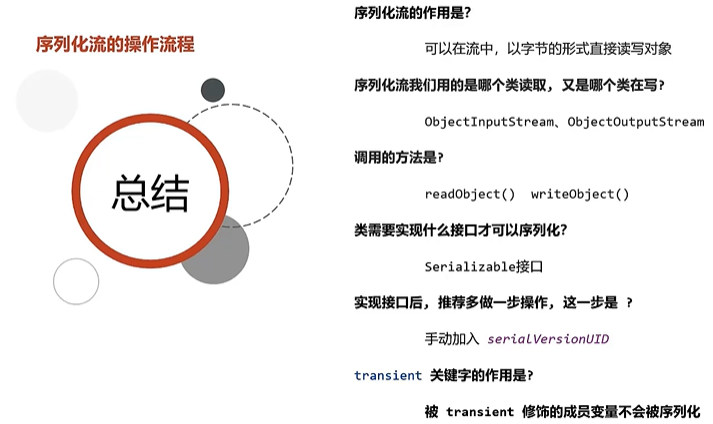 序列化流的操作流程
总结
序列化流的作用是?
可以在流中，以字节的形式直接读写对象
序列化流我们用的是哪个类读取，又是哪个类在写?
ObjectInputStream、ObjectOutputStream
调用的方法是?
readObject() writeObject()
类需要实现什么接口才可以序列化?
Serializable接口
实现接口后，推荐多做一步操作，这一步是 ?
手动加入 serialVersionUID
transient 关键字的作用是?
被 transient 修饰的成员变量不会被序列化